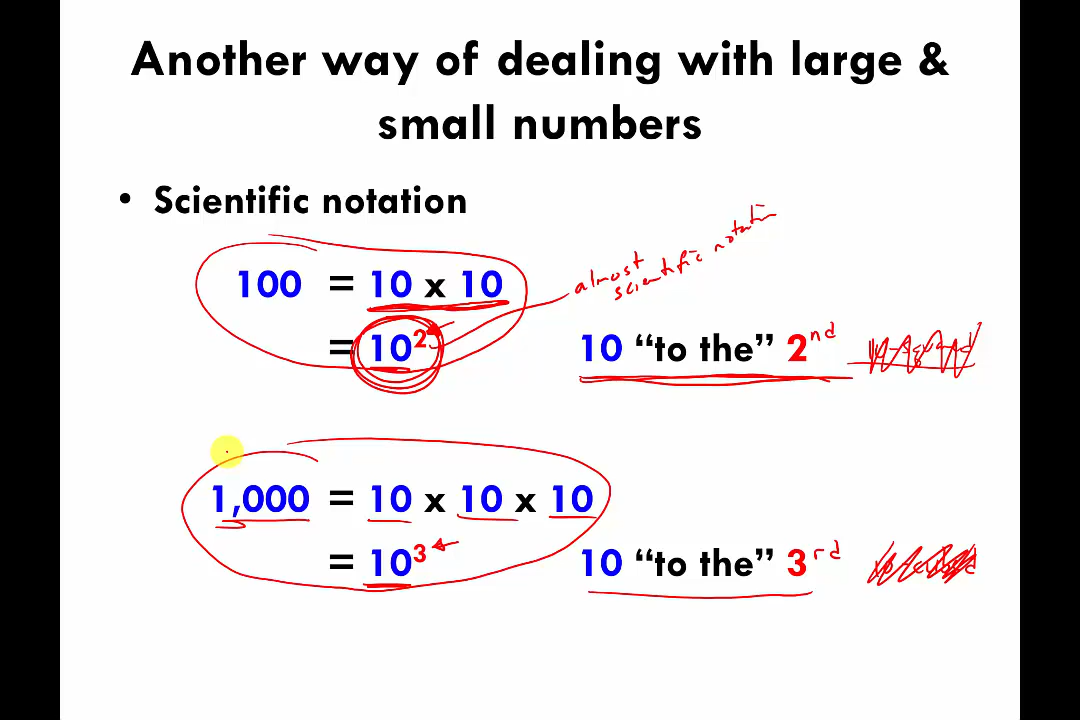 Another way of dealing with large &
small numbers
• Scientific notation
100 = 10 x 10
almost
scientific notation
= 10²
10 “to the” 2nd
1,000 = 10 x 10 x 10
= 10³
10 “to the” 3rd